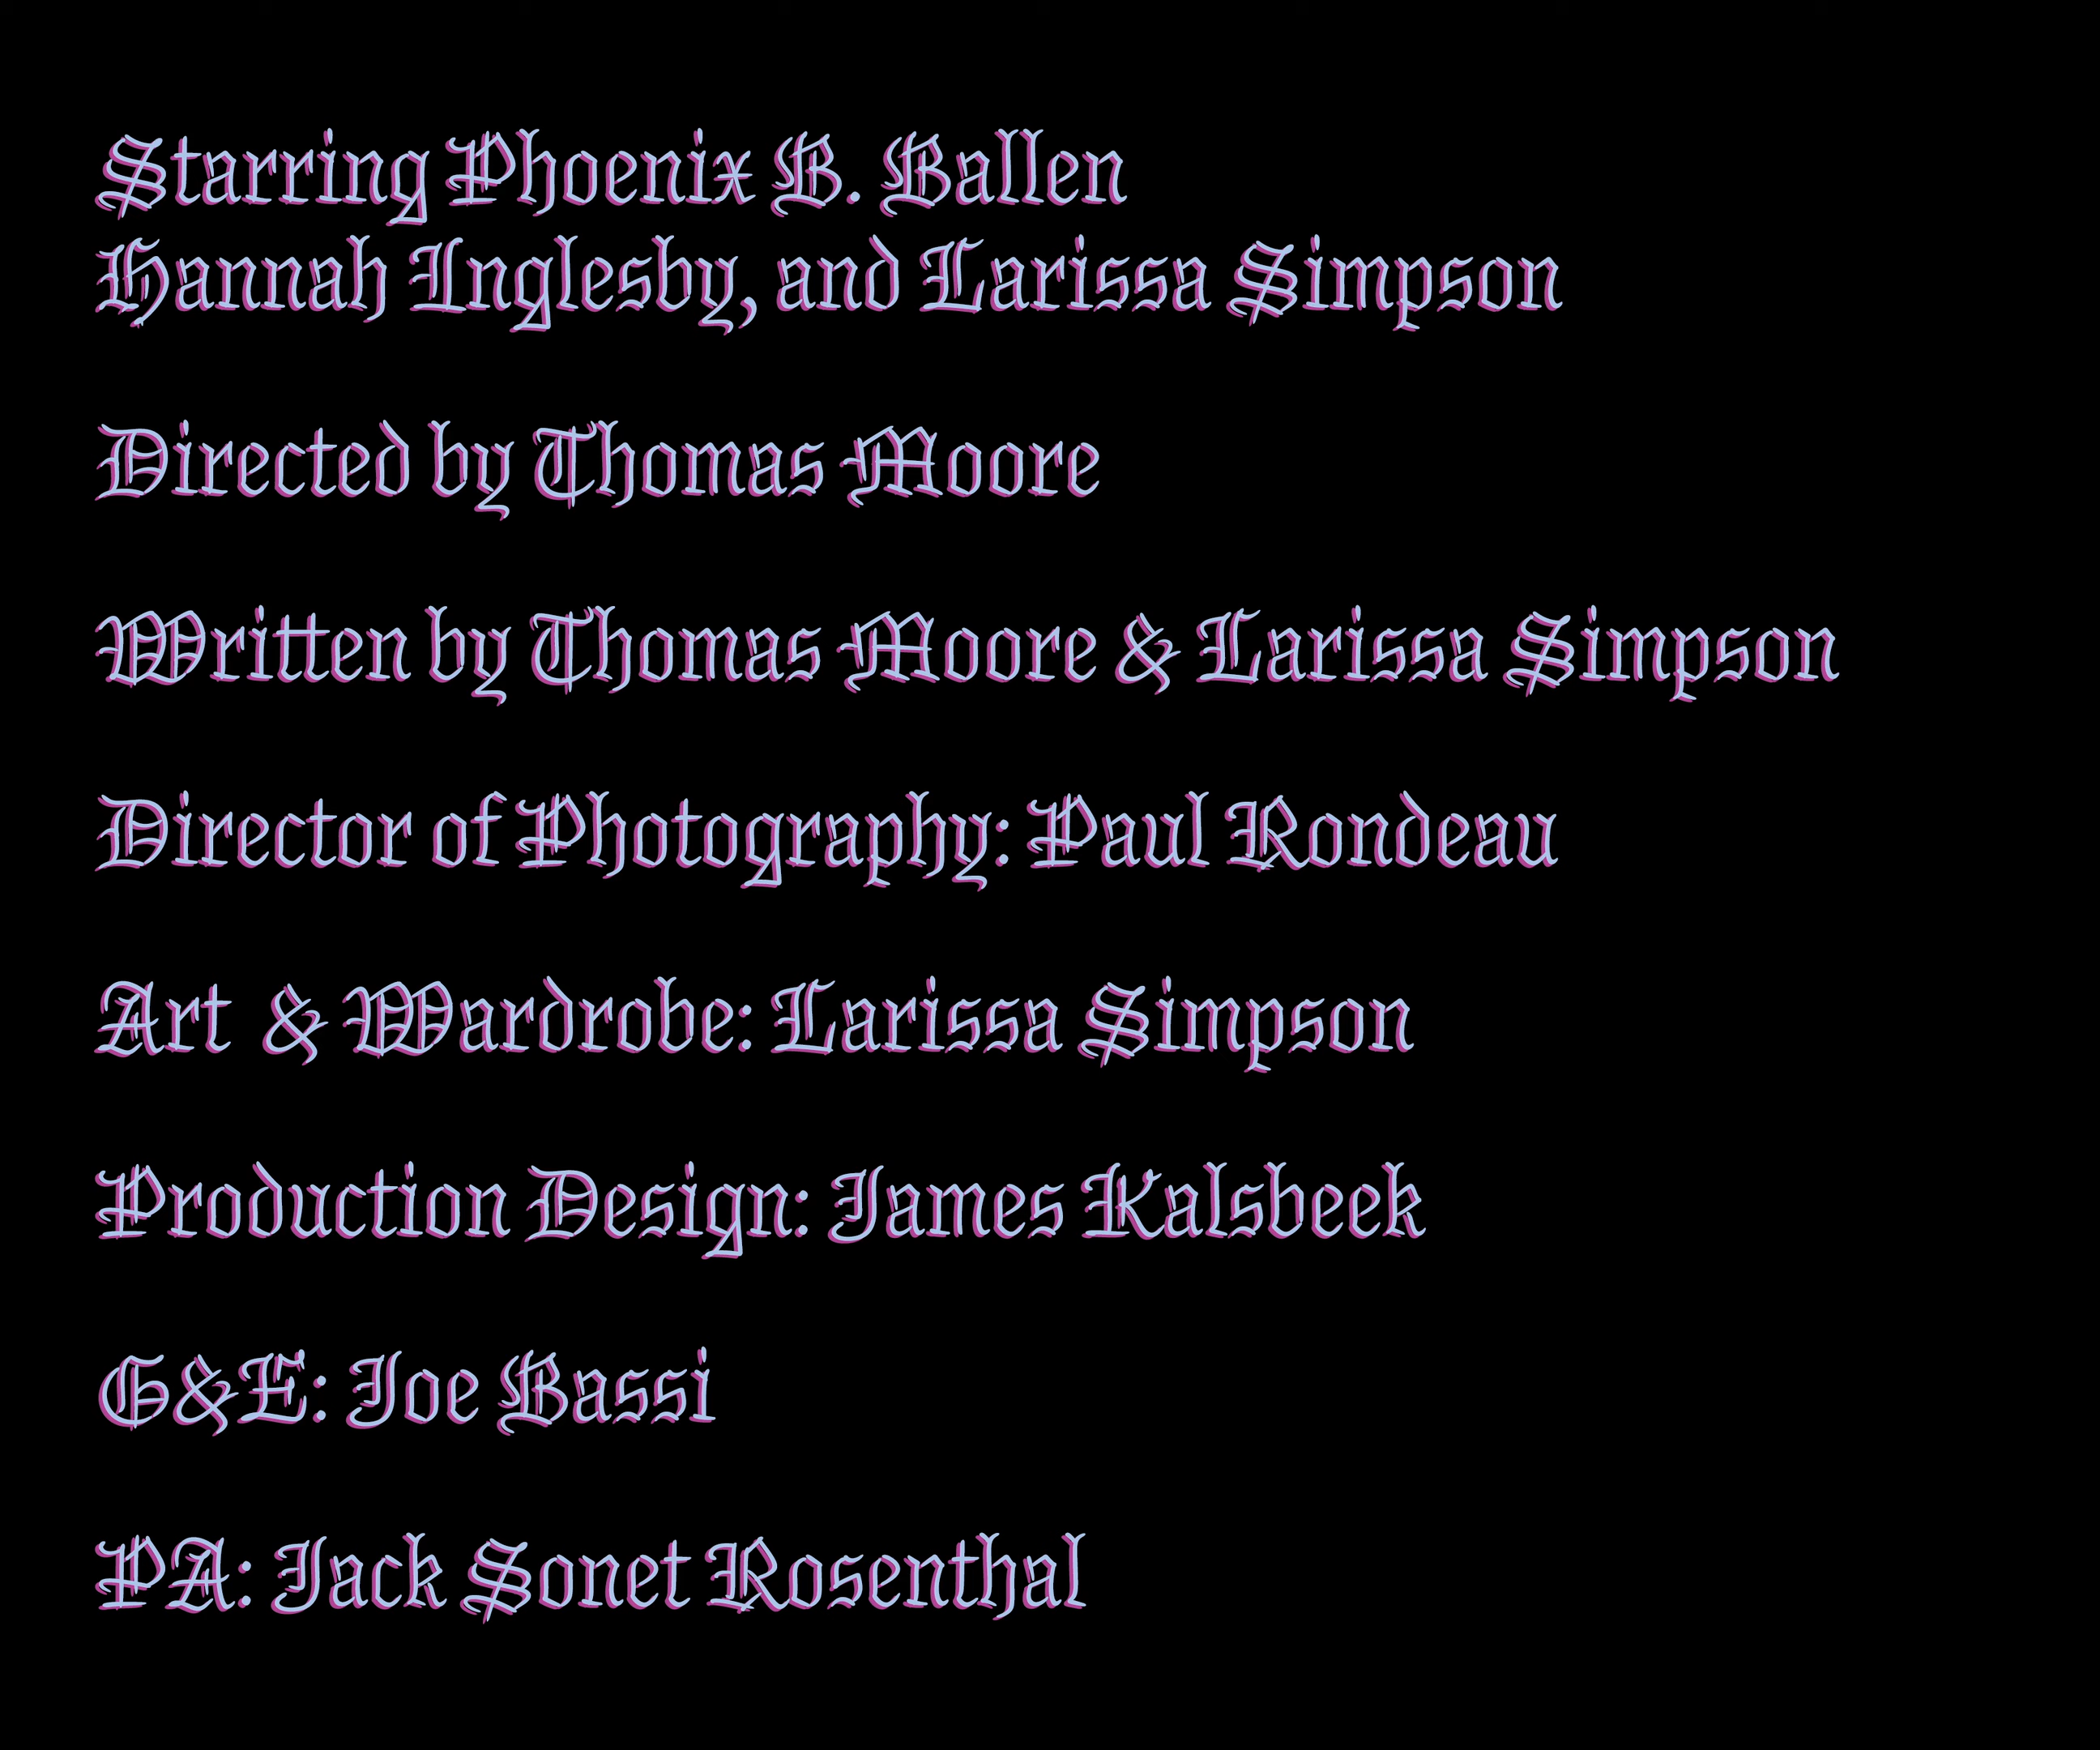 Starring Phoenix B. Ballen
Hannah Inglesby, and Larissa Simpson
Directed by Thomas Moore
Written by Thomas Moore & Larissa Simpson
Director of Photography: Paul Rondeau
Art & Wardrobe: Larissa Simpson
Production Design: James Kalsbeek
G&E: Joe Bassi
PA: Jack Sonet Rosenthal